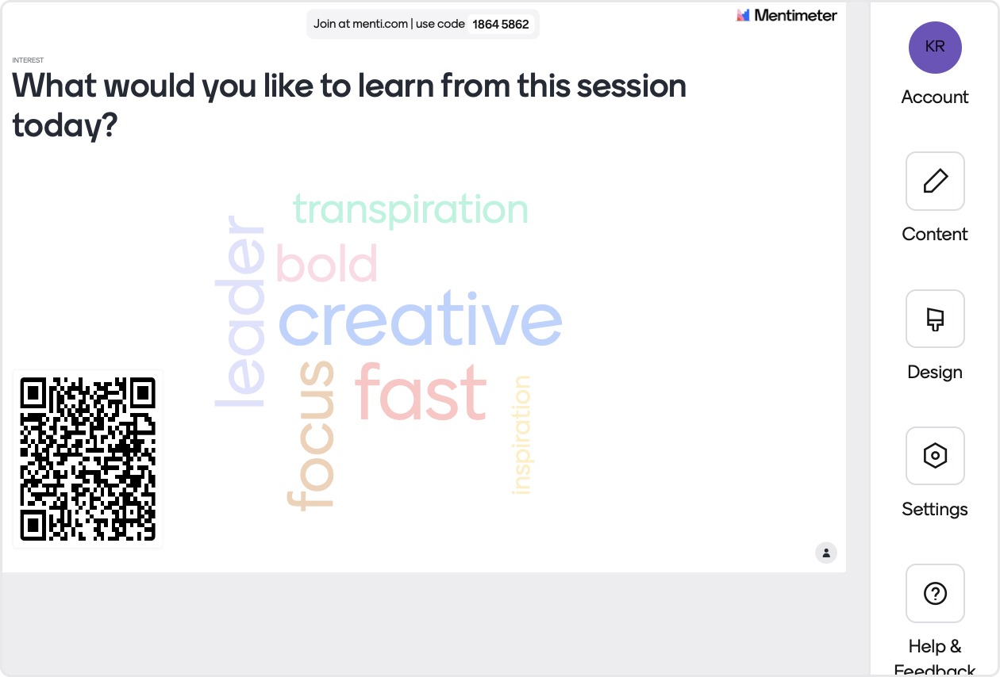 Join at menti.com | use code 1864 5862
Mentimeter
INTEREST
What would you like to learn from this session
today?
transpiration
leader
bold
creative
focus
fast
inspiration
KR
Account
Content
Design
Settings
Help &
Feedback